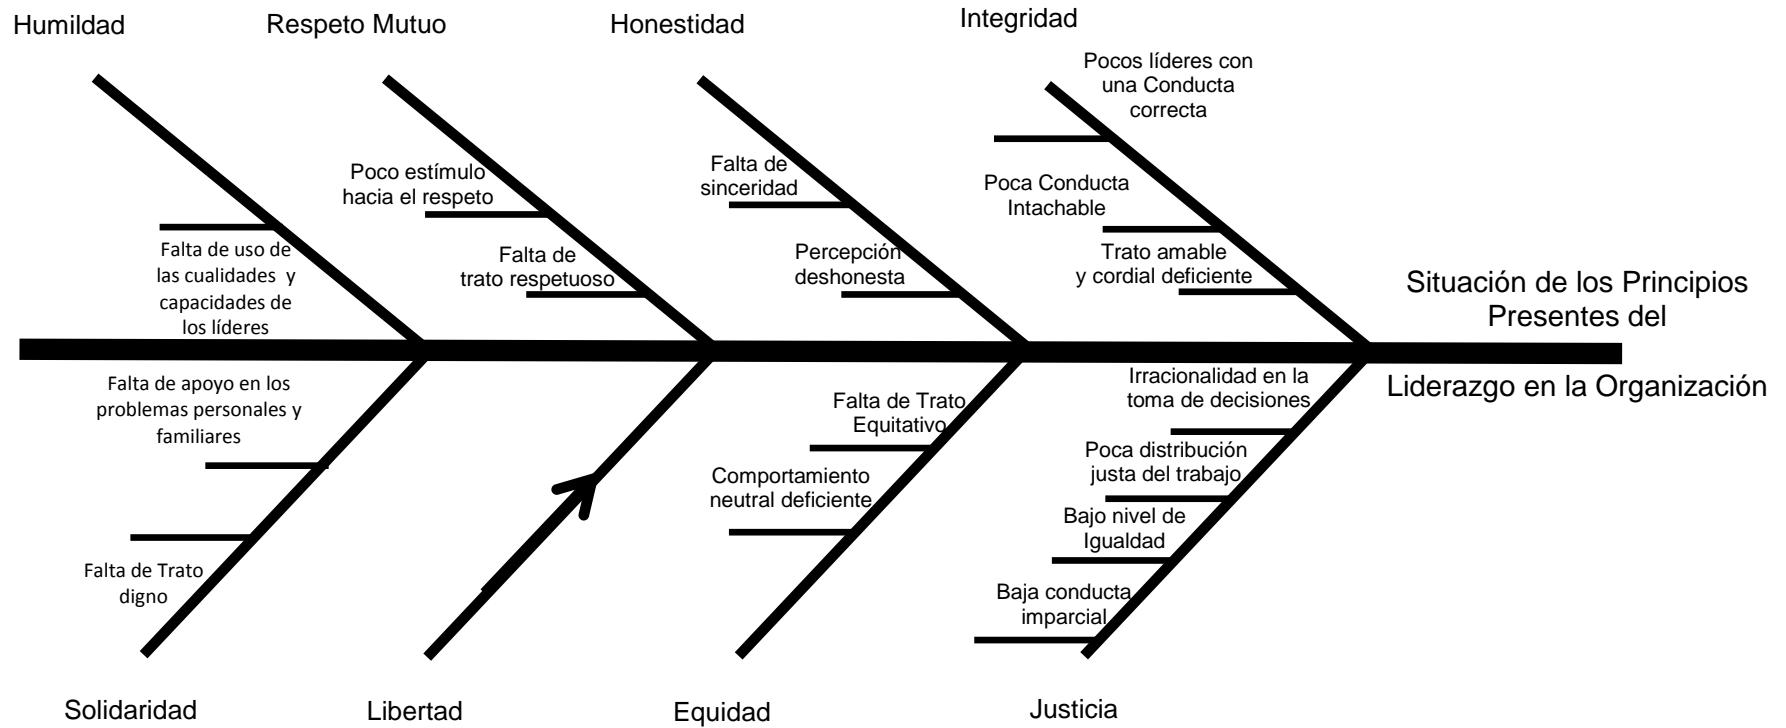 Humildad
Respeto Mutuo
Honestidad
Integridad
Pocos líderes con
una Conducta
correcta
Poco estímulo
hacia el respeto
Falta de
sinceridad
Poca Conducta
Intachable
Falta de uso de
las cualidades y
capacidades de
los líderes
Falta de
trato respetuoso
Percepción
deshonesta
Trato amable
y cordial deficiente
Situación de los Principios
Presentes del
Liderazgo en la Organización
Falta de apoyo en los
problemas personales y
familiares
Falta de Trato
Equitativo
Irracionalidad en la
toma de decisiones
Comportamiento
neutral deficiente
Poca distribución
justa del trabajo
Bajo nivel de
Igualdad
Falta de Trato
digno
Baja conducta
imparcial
Solidaridad
Libertad
Equidad
Justicia